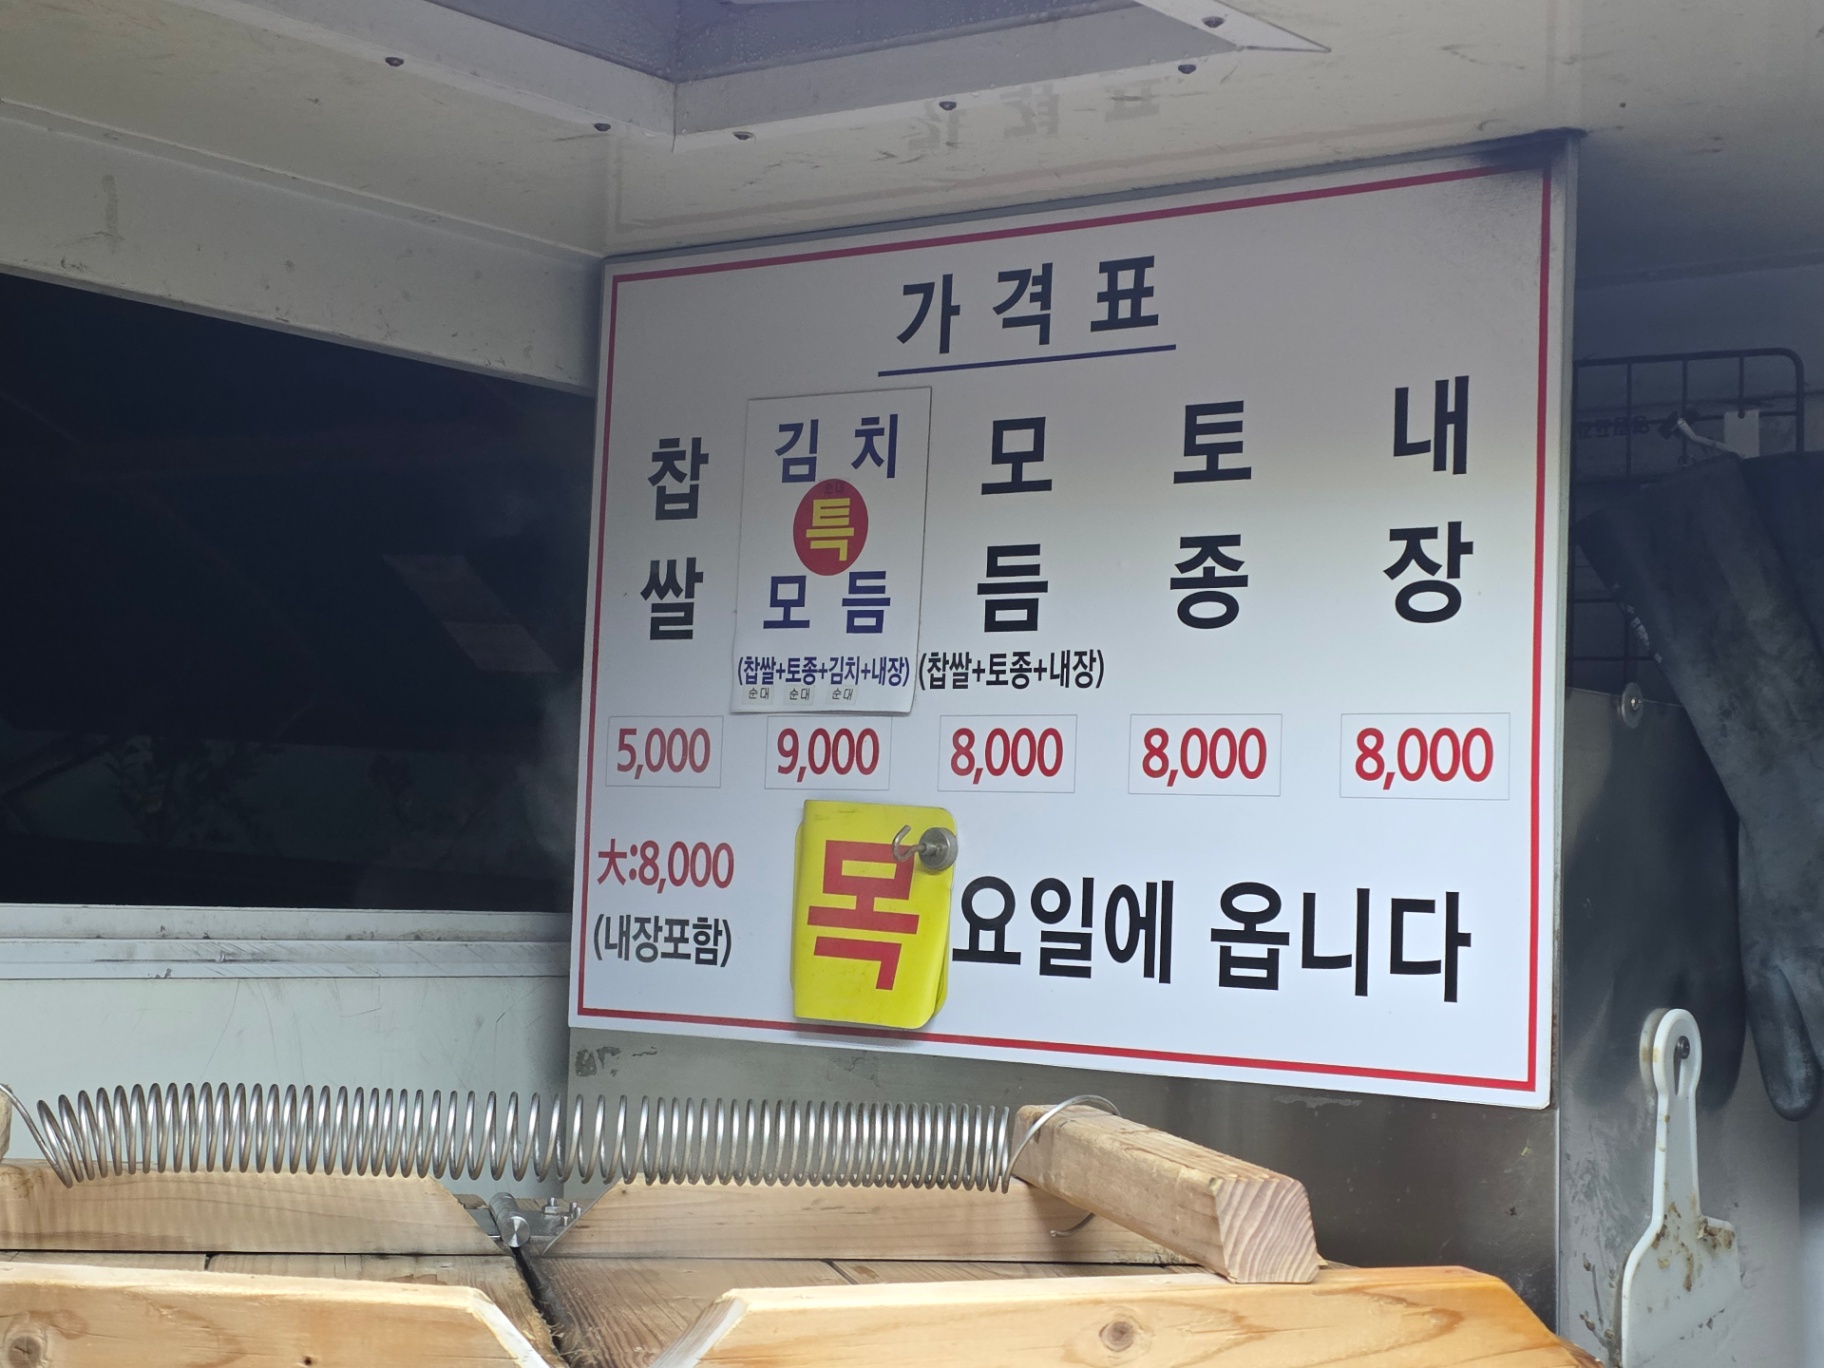 가격표
찹쌀
5,000
大:8,000
(내장포함)
김치
특
모듬
(찹쌀+토종+김치+내장)
순대 순대 순대
9,000
모듬
(찹쌀+토종+내장)
8,000
토종
8,000
내장
8,000
목요일에 옵니다